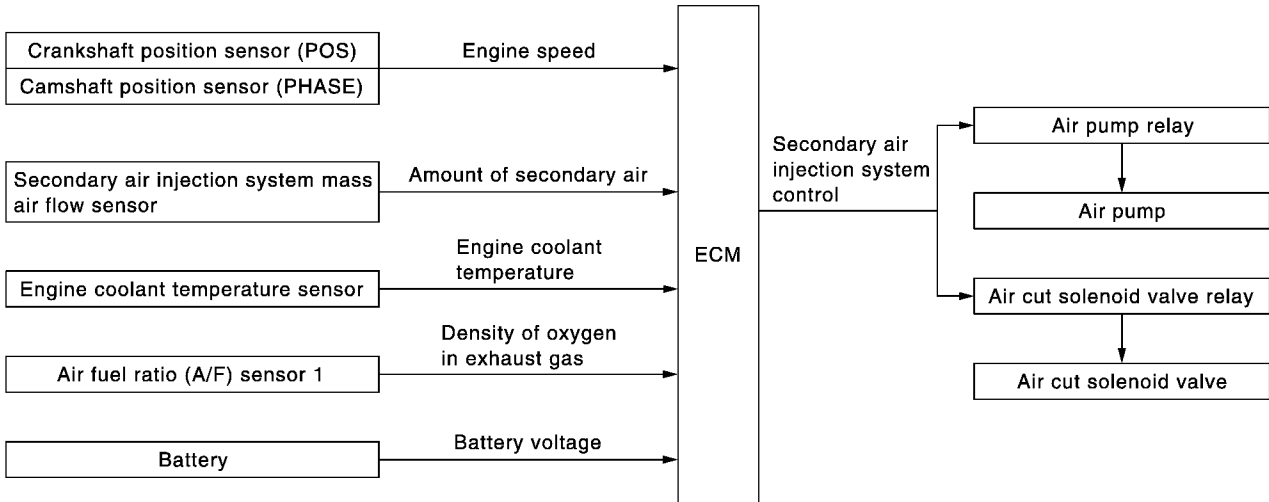 Crankshaft position sensor (POS)
Camshaft position sensor (PHASE)
Engine speed
Secondary air injection system mass
air flow sensor
Amount of secondary air
Engine coolant temperature sensor
Engine coolant
temperature
Air fuel ratio (A/F) sensor 1
Density of oxygen
in exhaust gas
Battery
Battery voltage
ECM
Secondary air
injection system
control
Air pump relay
Air pump
Air cut solenoid valve relay
Air cut solenoid valve